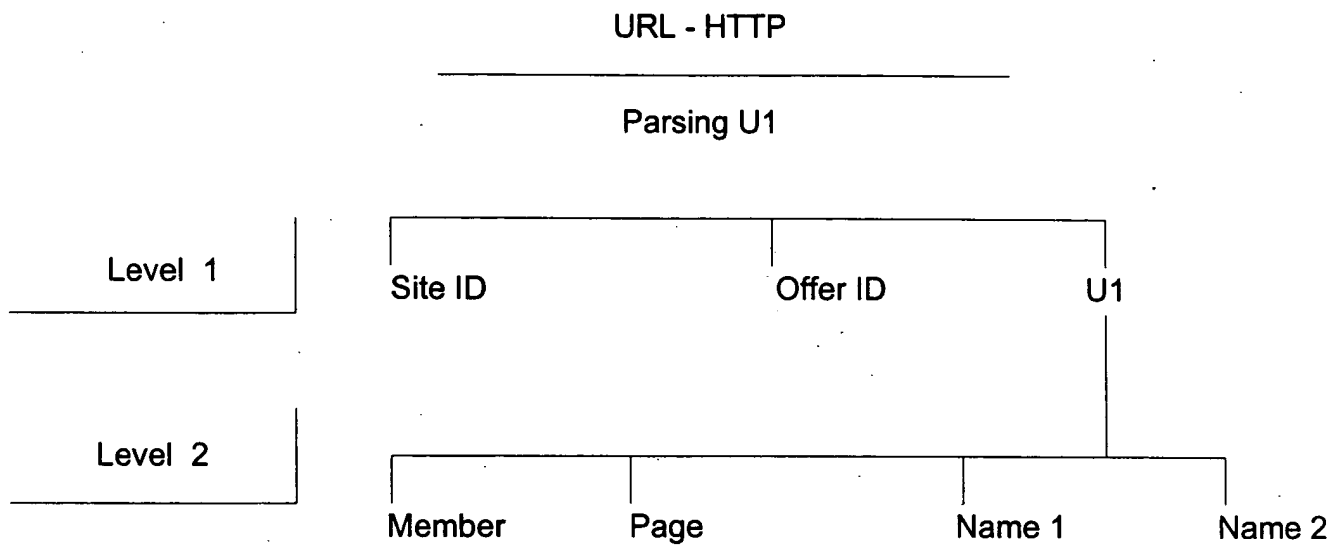 URL - HTTP
Parsing U1
Level 1
Site ID
Offer ID
U1
Level 2
Member
Page
Name 1
Name 2